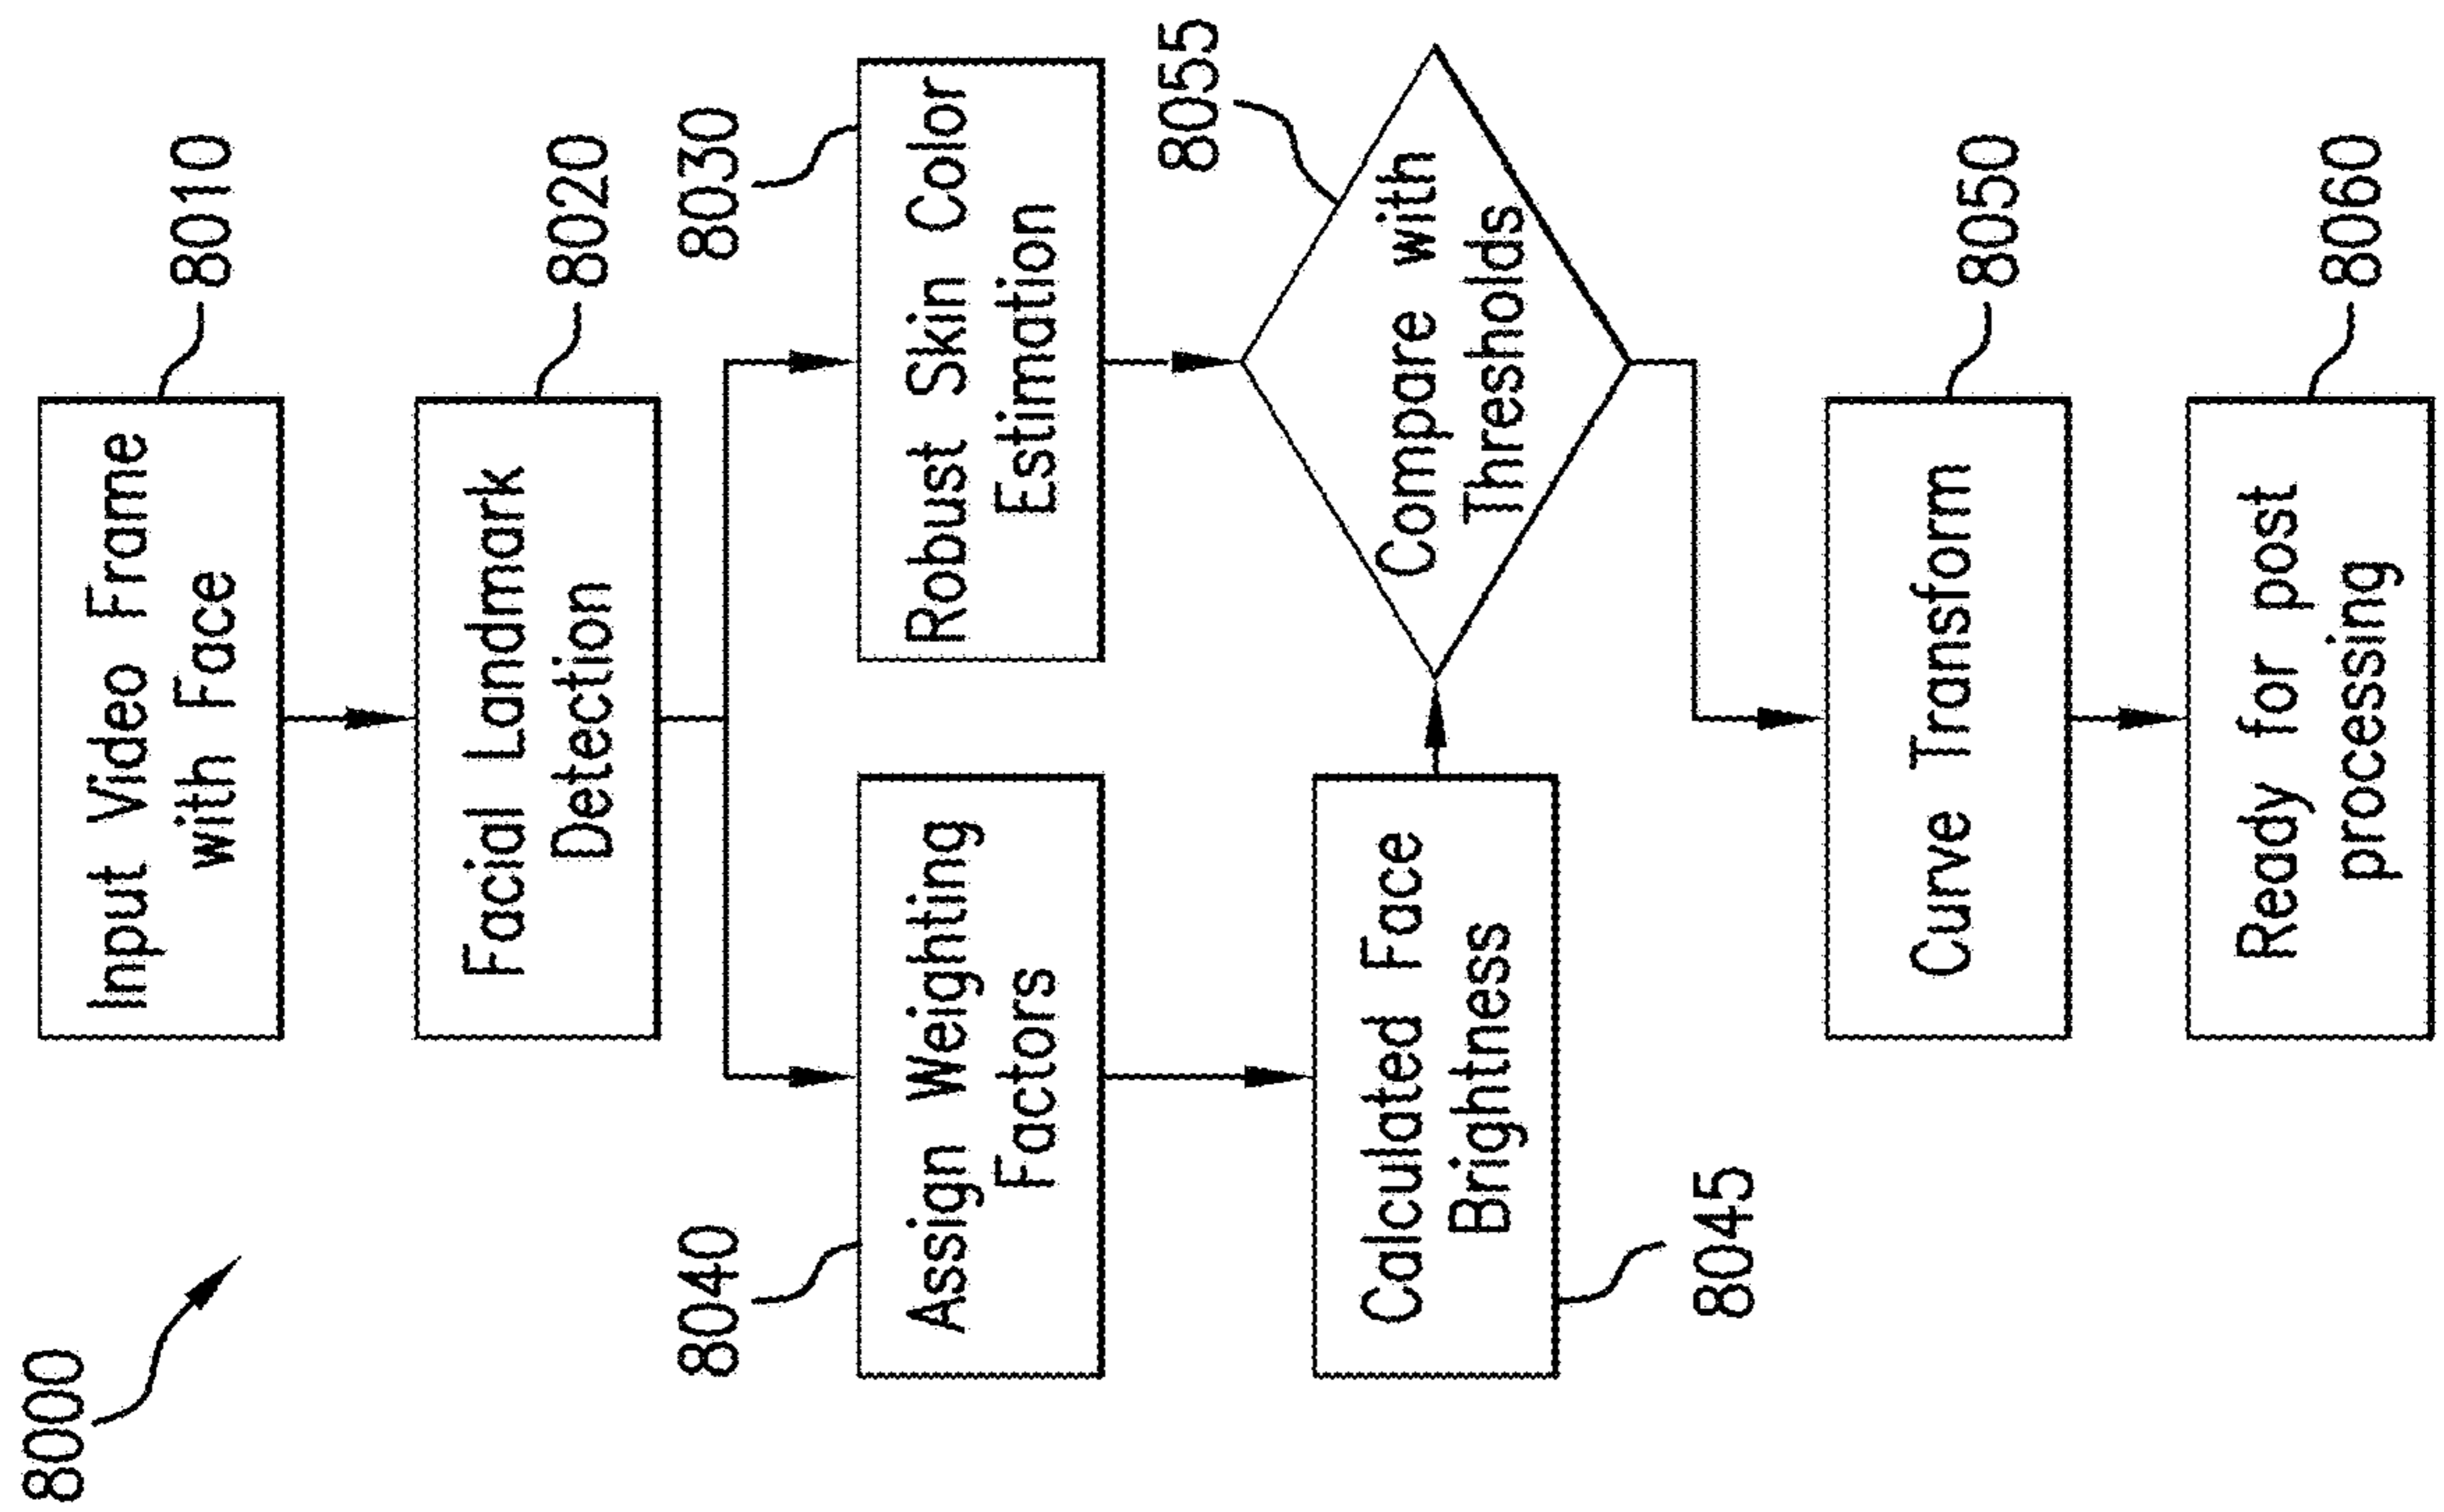 8000
Input Video Frame
with Face
8010
Facial Landmark
Detection
8020
8040
Assign Weighting
Factors
8030
Robust Skin Color
Estimation
Calculated Face
Brightness
8045
8055
Compare with
Thresholds
Curve Transform
8050
Ready for post
processing
8060